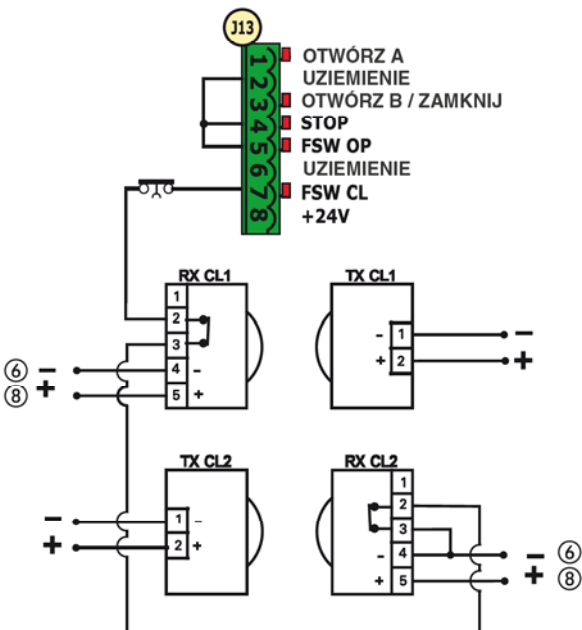 J13
1 OTWÓRZ A
2 UZIEMIENIE
3 OTWÓRZ B / ZAMKNIJ
4 STOP
5 FSW OP
6 UZIEMIENIE
7 FSW CL
8 +24V
RX CL1
1
2
3
4 -
5 +
⑥ -
⑧ +
TX CL1
- 1 -
+ 2 +
TX CL2
- 1 -
+ 2 +
RX CL2
1
2
3
- 4 - ⑥
+ 5 + ⑧